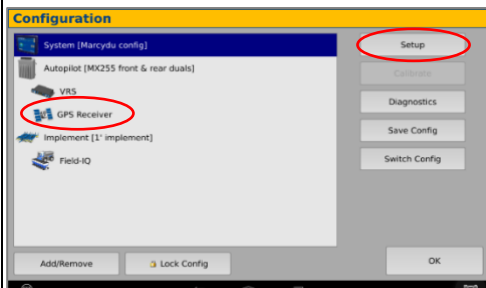 Configuration
System [Marcydu config]
Autopilot [MX255 front & rear duals]
VRS
GPS Receiver
Implement [1' implement]
Field-IQ
Setup
Calibrate
Diagnostics
Save Config
Switch Config
Add/Remove
Lock Config
OK